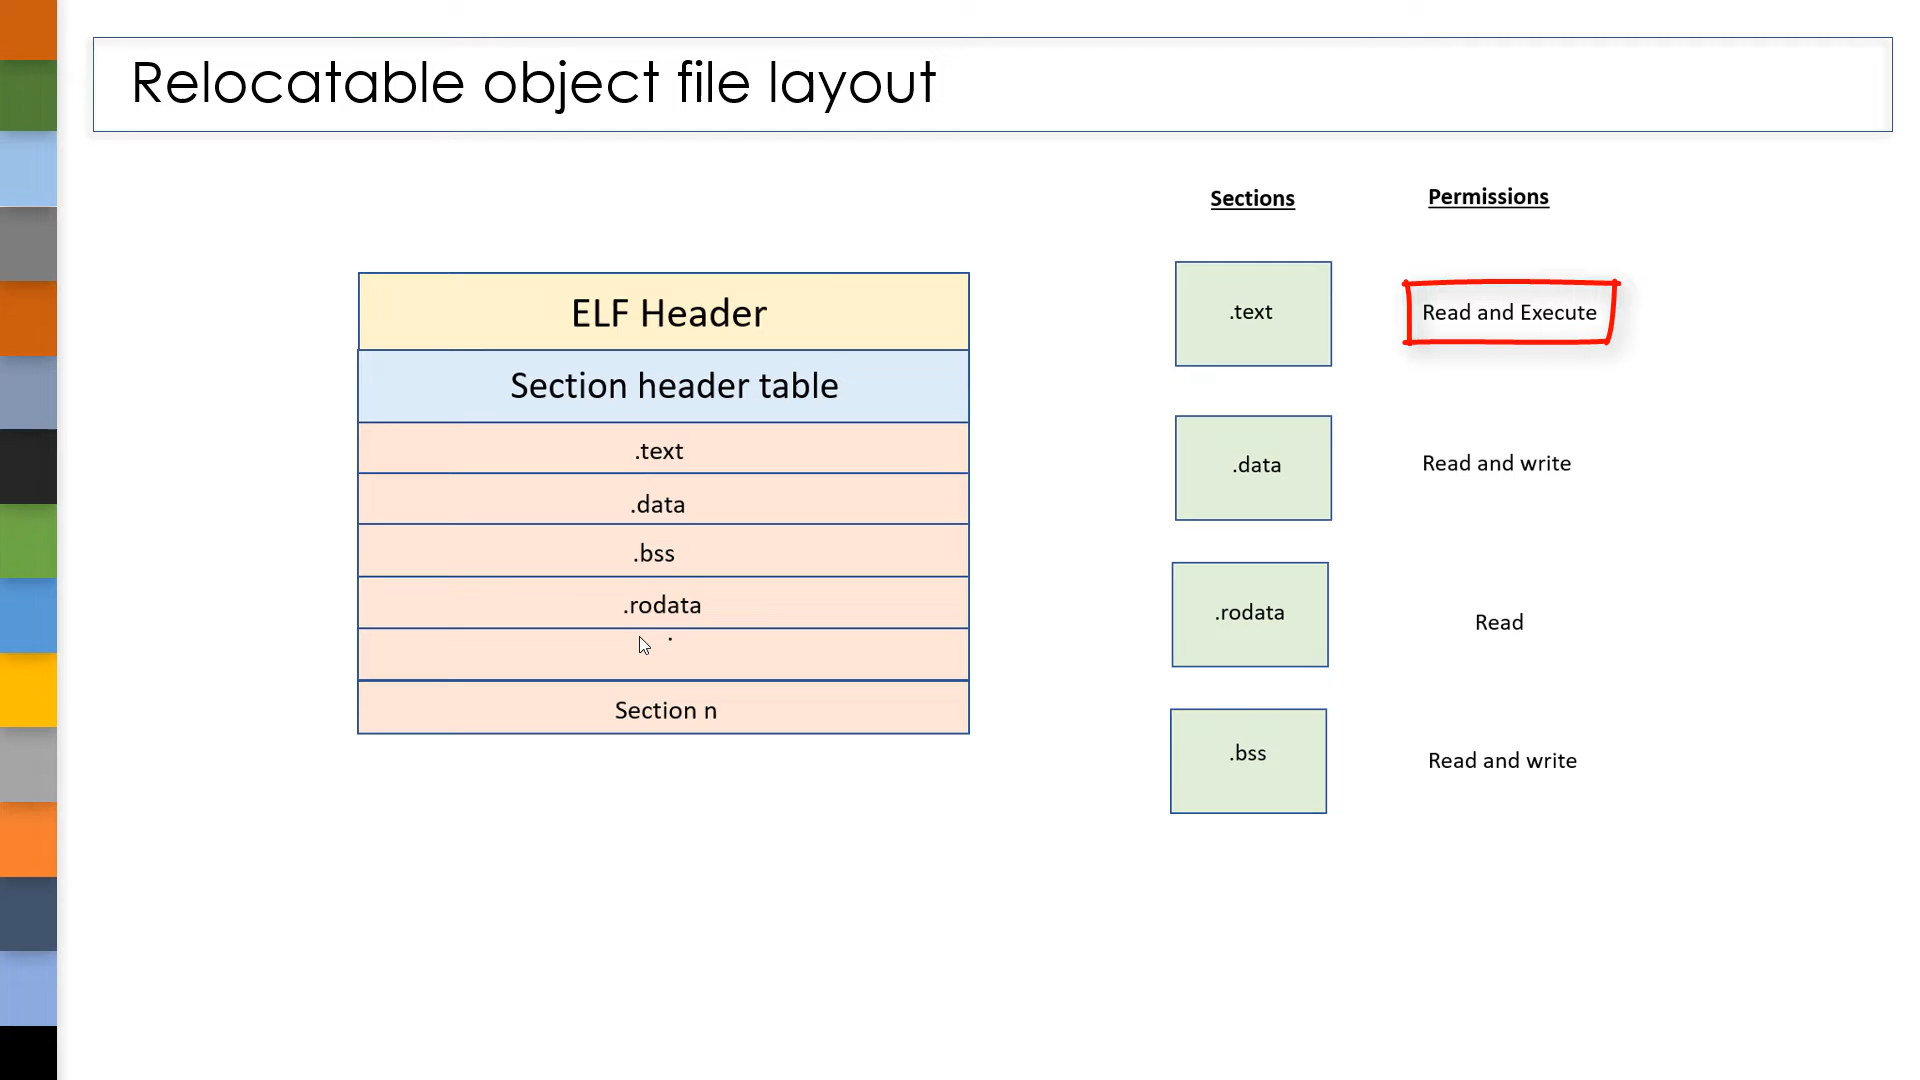 Relocatable object file layout
ELF Header
Section header table
.text
.data
.bss
.rodata
.
Section n
Sections Permissions
.text Read and Execute
.data Read and write
.rodata Read
.bss Read and write